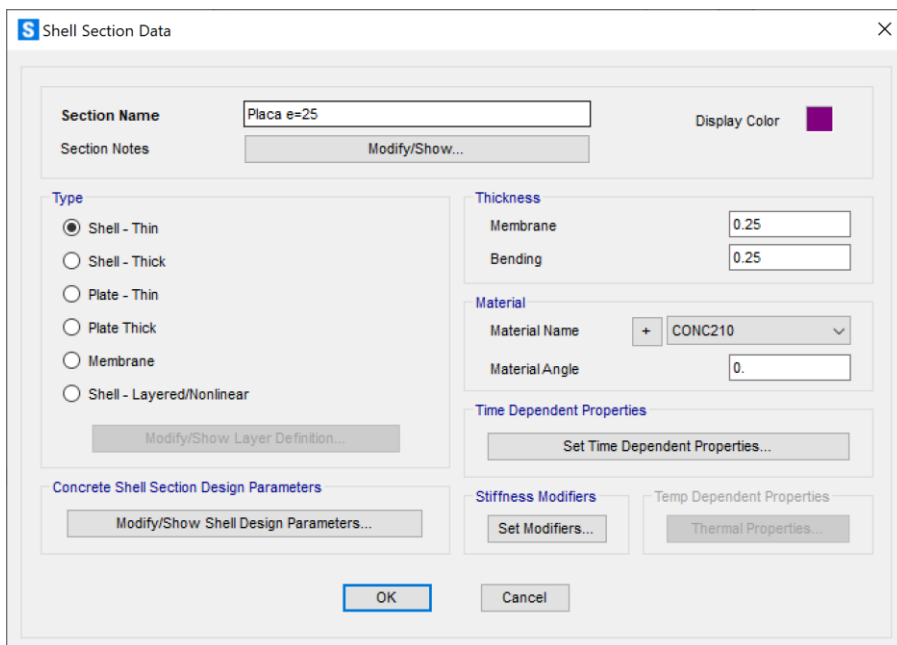 S Shell Section Data
Section Name Placa e=25 Display Color
Section Notes Modify/Show...
Type
Shell - Thin
Shell - Thick
Plate - Thin
Plate Thick
Membrane
Shell - Layered/Nonlinear
Modify/Show Layer Definition...
Concrete Shell Section Design Parameters
Modify/Show Shell Design Parameters...
Thickness
Membrane 0.25
Bending 0.25
Material
Material Name + CONC210
Material Angle 0.
Time Dependent Properties
Set Time Dependent Properties...
Stiffness Modifiers
Set Modifiers...
Temp Dependent Properties
Thermal Properties...
OK Cancel